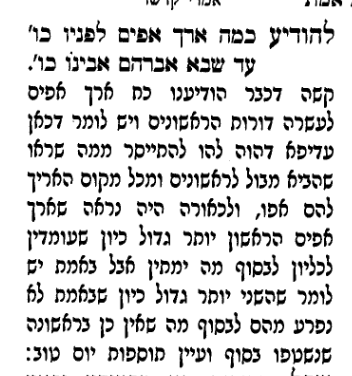 להודיע כמה ארך אפים לפניו כו'
עד שבא אברהם אבינו כו'.
קשה דכבר הודיענו כח ארך אפים
לעשרה דורות הראשונים ויש לומר דכאן
עדיפא דהוה להו להתייסר ממה שראו
שהביא מבול לראשונים ומכל מקום האריך
להם אפו, ולכאורה היה נראה שארך
אפים הראשון יותר גדול כיון שעומדין
לכליון לבסוף מה ימתין אבל באמת יש
לומר שהשני יותר גדול כיון שבאמת לא
נפרע מהם לבסוף מה שאין כן בראשונה
שנשטפו בסוף ועיין תוספות יום טוב: